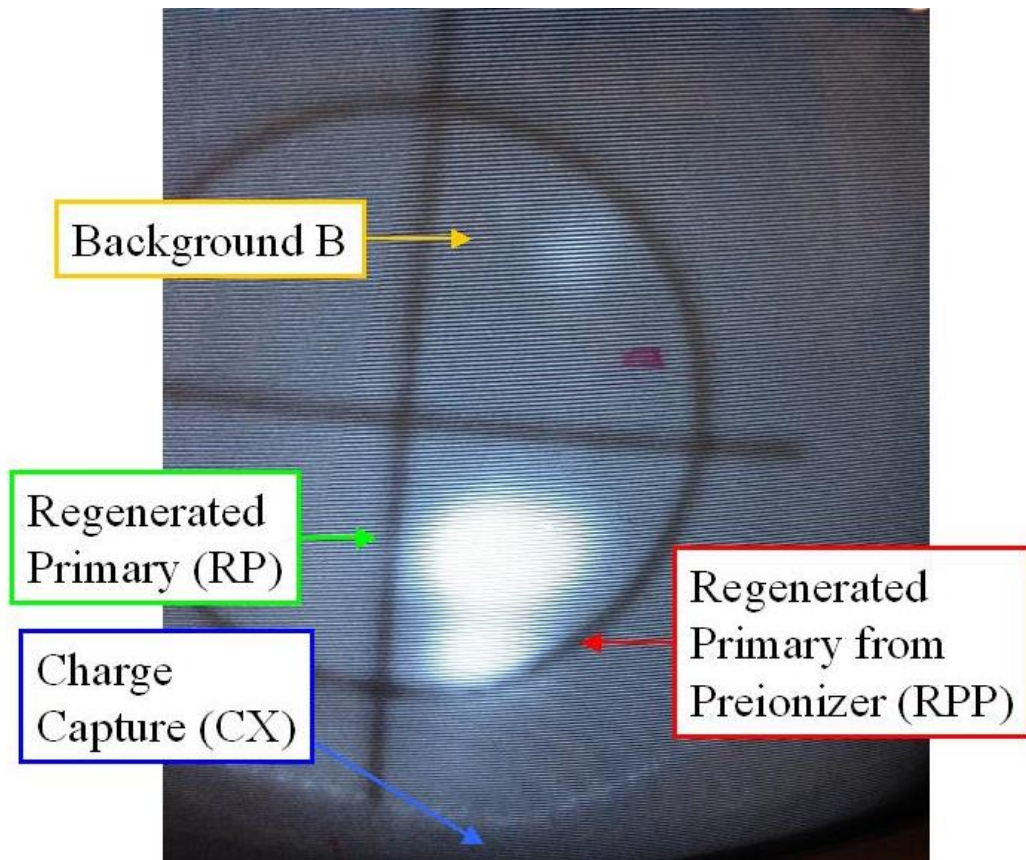 Background B
Regenerated
Primary (RP)
Charge
Capture (CX)
Regenerated
Primary from
Preionizer (RPP)